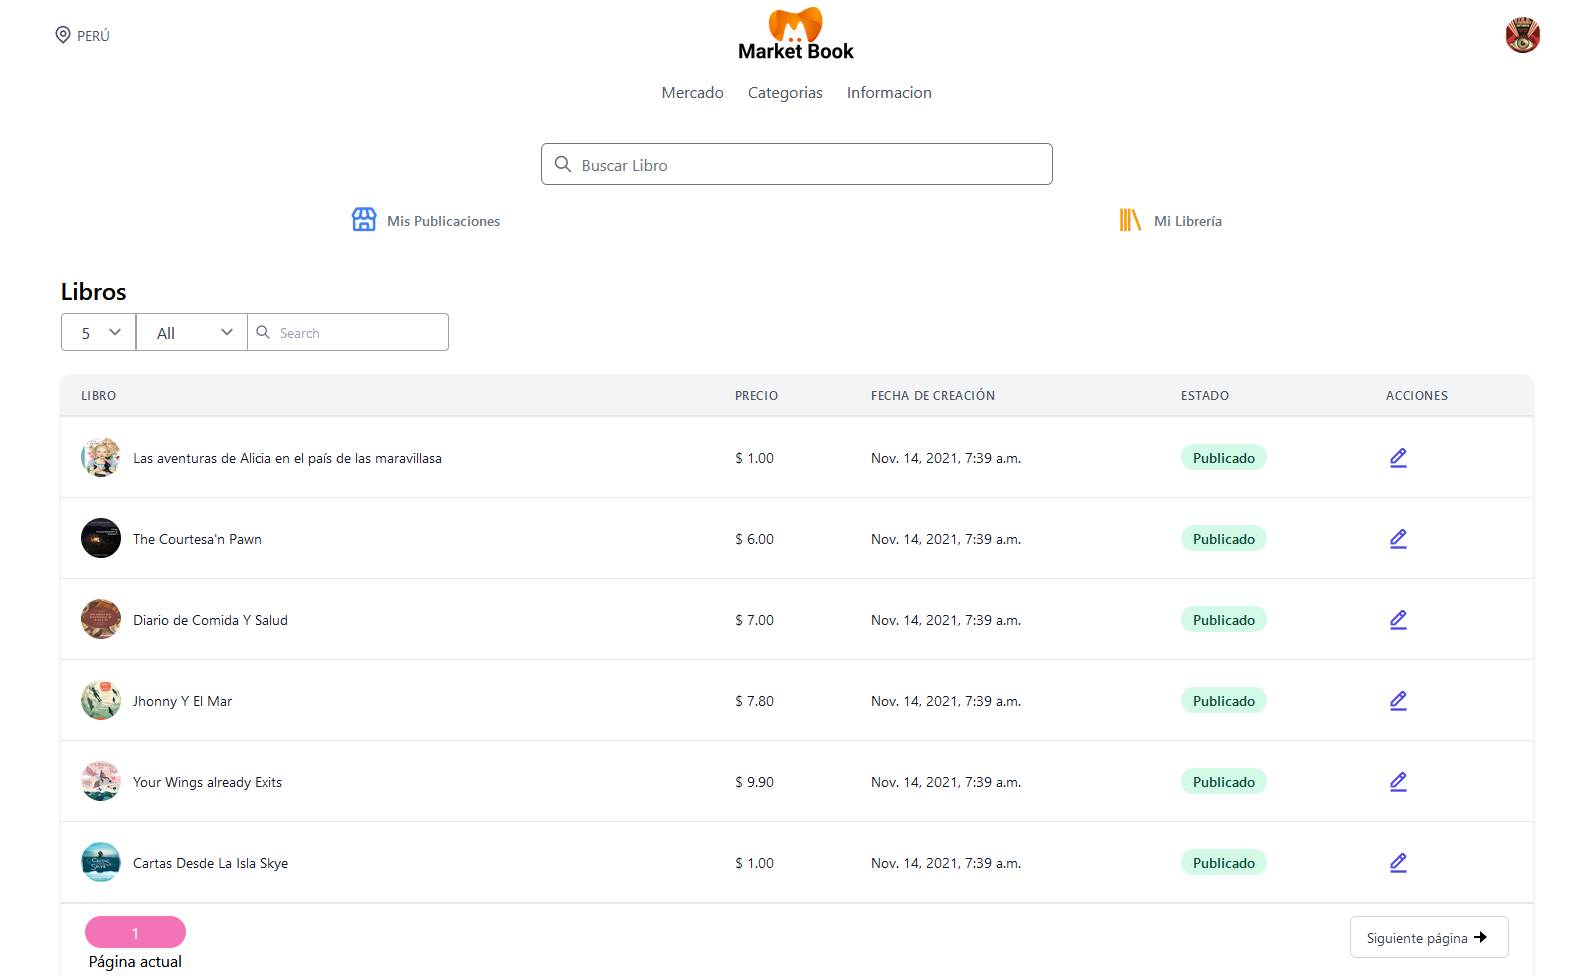 PERÚ
Market Book
Mercado Categorias Informacion
Buscar Libro
Mis Publicaciones Mi Librería
Libros
5 All Search
LIBRO PRECIO FECHA DE CREACIÓN ESTADO ACCIONES
Las aventuras de Alicia en el país de las maravillasa $ 1.00 Nov. 14, 2021, 7:39 a.m. Publicado
The Courtesa'n Pawn $ 6.00 Nov. 14, 2021, 7:39 a.m. Publicado
Diario de Comida Y Salud $ 7.00 Nov. 14, 2021, 7:39 a.m. Publicado
Jhonny Y El Mar $ 7.80 Nov. 14, 2021, 7:39 a.m. Publicado
Your Wings already Exits $ 9.90 Nov. 14, 2021, 7:39 a.m. Publicado
Cartas Desde La Isla Skye $ 1.00 Nov. 14, 2021, 7:39 a.m. Publicado
1
Siguiente página
Página actual